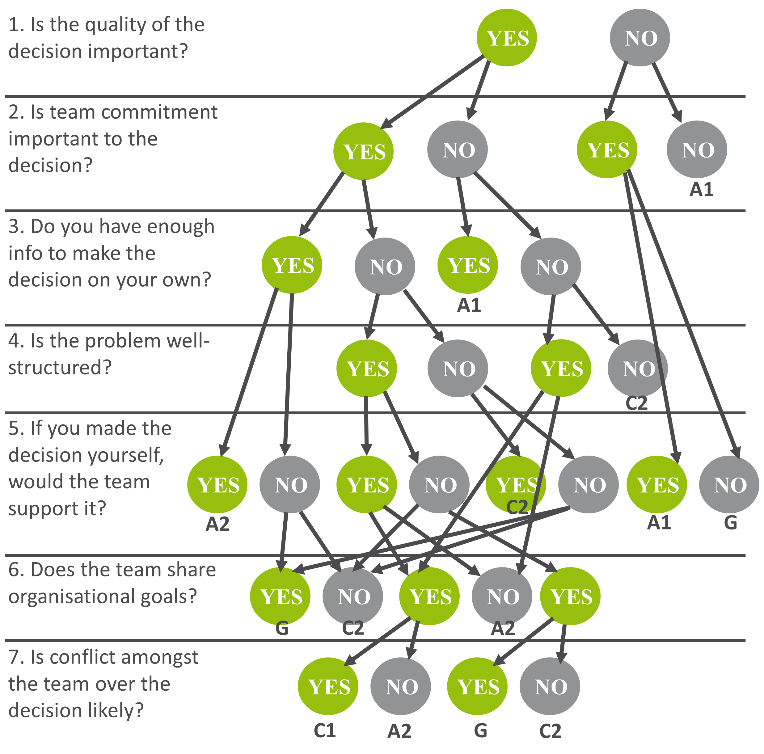 1. Is the quality of the
decision important?
YES NO
2. Is team commitment
important to the
decision?
YES NO YES NO
A1
3. Do you have enough
info to make the
decision on your own?
YES NO YES NO
A1
4. Is the problem well-
structured?
YES NO YES NO
C2
5. If you made the
decision yourself,
would the team
support it?
YES NO YES NO YES NO YES NO
A2 C2 A1 G
6. Does the team share
organisational goals?
YES NO YES NO YES
G C2 A2
7. Is conflict amongst
the team over the
decision likely?
YES NO YES NO
C1 A2 G C2